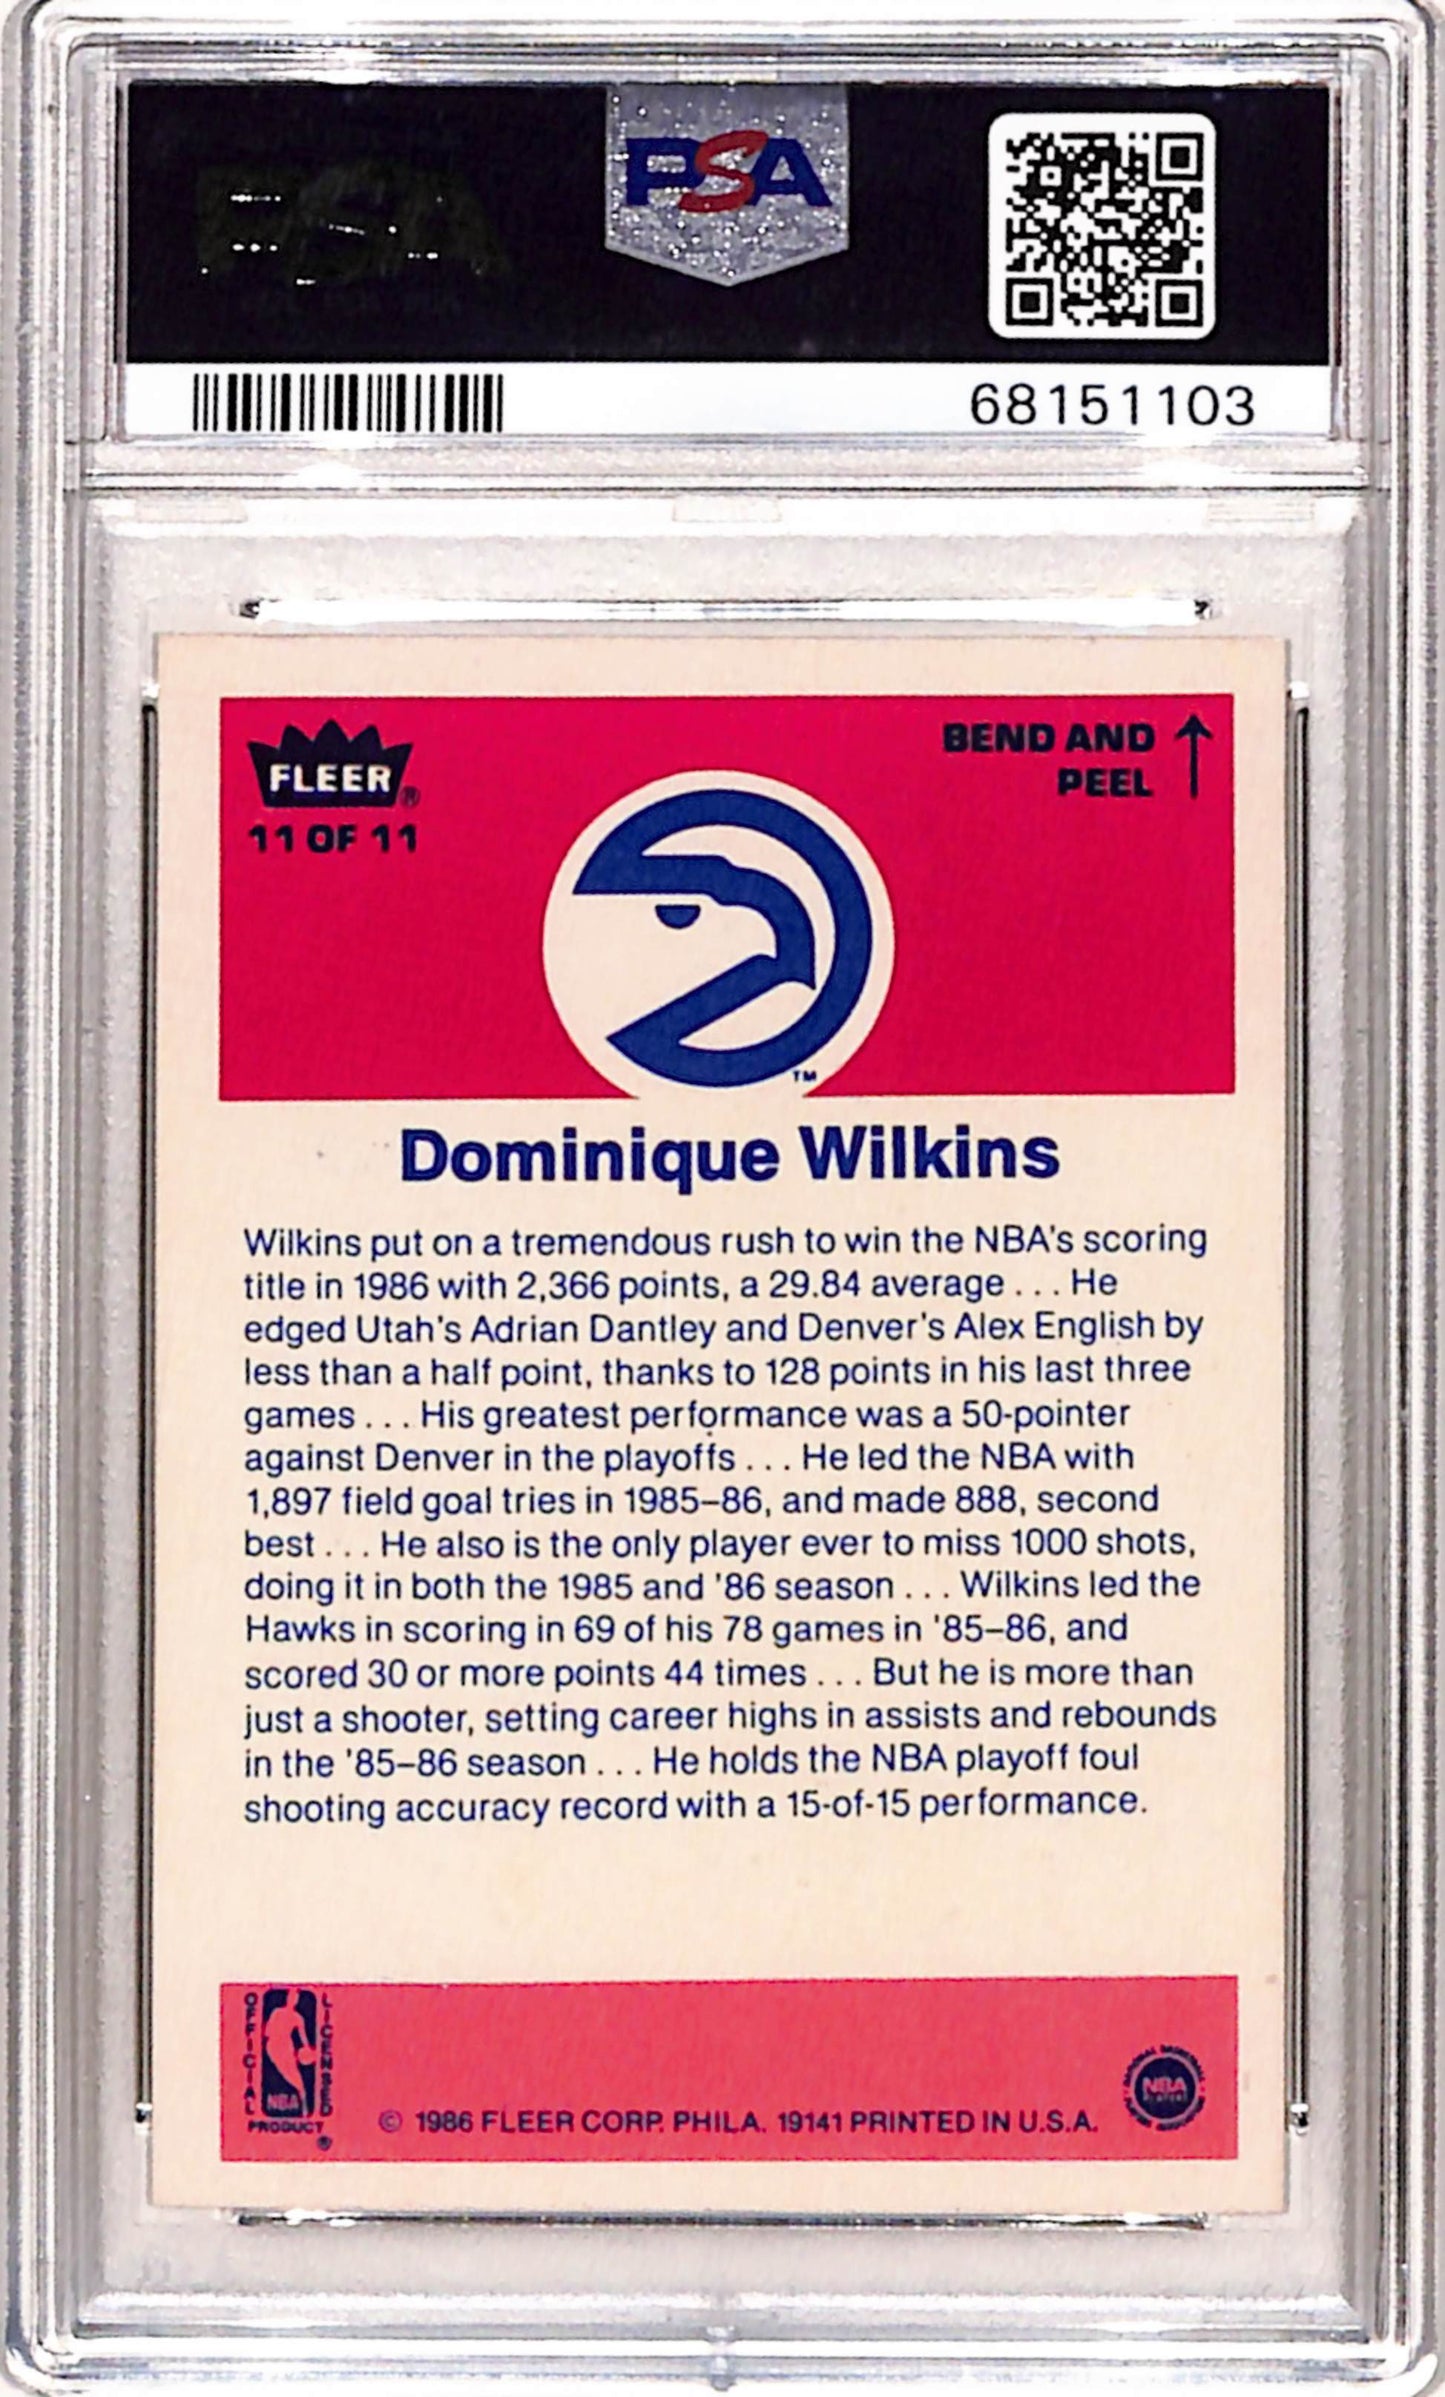 PSA
68151103
FLEER®
11 OF 11
BEND AND
PEEL
TM
Dominique Wilkins
Wilkins put on a tremendous rush to win the NBA's scoring
title in 1986 with 2,366 points, a 29.84 average . . . He
edged Utah's Adrian Dantley and Denver's Alex English by
less than a half point, thanks to 128 points in his last three
games . . . His greatest performance was a 50-pointer
against Denver in the playoffs . . . He led the NBA with
1,897 field goal tries in 1985–86, and made 888, second
best . . . He also is the only player ever to miss 1000 shots,
doing it in both the 1985 and '86 season . . . Wilkins led the
Hawks in scoring in 69 of his 78 games in '85–86, and
scored 30 or more points 44 times . . . But he is more than
just a shooter, setting career highs in assists and rebounds
in the '85–86 season . . . He holds the NBA playoff foul
shooting accuracy record with a 15-of-15 performance.
OFFICIAL
LICENSED
NBA
PRODUCT
®
© 1986 FLEER CORP. PHILA. 19141 PRINTED IN U.S.A.
NBA
PLAYERS